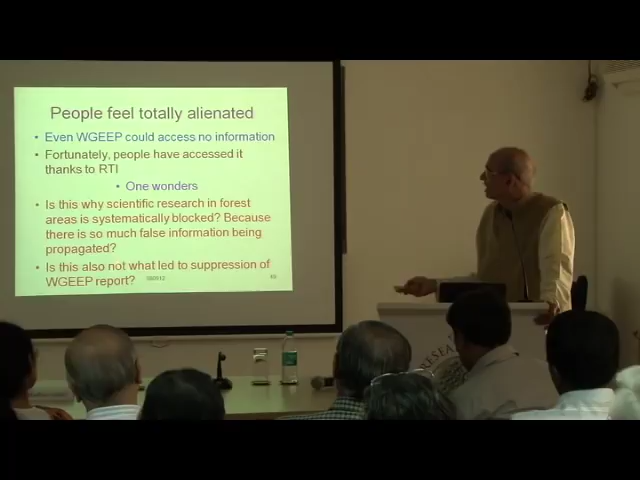 People feel totally alienated
• Even WGEEP could access no information
• Fortunately, people have accessed it
thanks to RTI
• One wonders
• Is this why scientific research in forest
areas is systematically blocked? Because
there is so much false information being
propagated?
• Is this also not what led to suppression of
WGEEP report?
RESEA